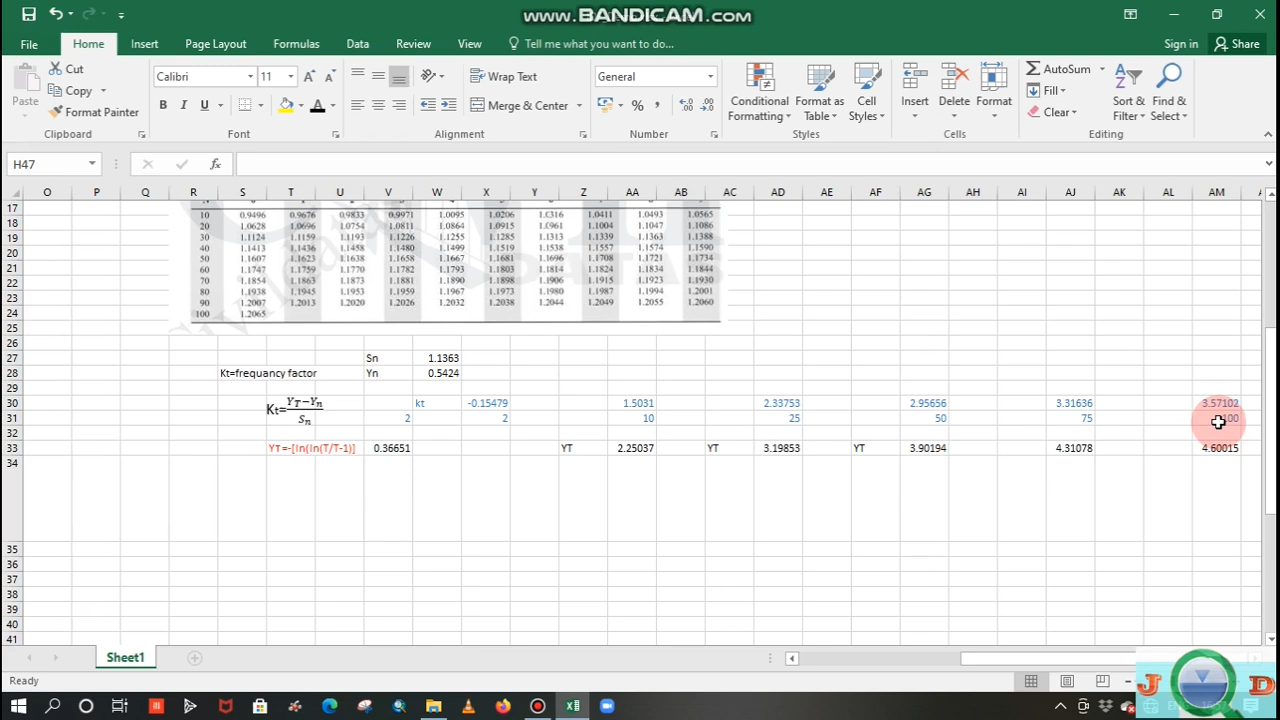 www.BANDICAM.com
File Home Insert Page Layout Formulas Data Review View Tell me what you want to do... Sign in Share
Cut
Copy
Format Painter
Paste
Calibri 11
B I U
Wrap Text
Merge & Center
General
Conditional Formatting
Format as Table
Cell Styles
Insert
Delete
Format
AutoSum
Fill
Clear
Sort & Filter
Find & Select
Clipboard Font Alignment Number Styles Cells Editing
H47 fx
O P Q R S T U V W X Y Z AA AB AC AD AE AF AG AH AI AJ AK AL AM
17
18 10 0.9496 0.9676 0.9833 0.9971 1.0095 1.0206 1.0316 1.0411 1.0493 1.0565
20 1.0628 1.0696 1.0754 1.0811 1.0864 1.0915 1.0961 1.1004 1.1047 1.1086
19 30 1.1124 1.1159 1.1193 1.1226 1.1255 1.1285 1.1313 1.1339 1.1363 1.1388
20 40 1.1413 1.1436 1.1458 1.1480 1.1499 1.1519 1.1538 1.1557 1.1574 1.1590
21 50 1.1607 1.1623 1.1638 1.1658 1.1667 1.1681 1.1696 1.1708 1.1721 1.1734
22 60 1.1747 1.1759 1.1770 1.1782 1.1793 1.1803 1.1814 1.1824 1.1834 1.1844
70 1.1854 1.1863 1.1873 1.1881 1.1890 1.1898 1.1906 1.1915 1.1923 1.1930
23 80 1.1938 1.1945 1.1953 1.1959 1.1967 1.1973 1.1980 1.1987 1.1994 1.2001
24 90 1.2007 1.2013 1.2020 1.2026 1.2032 1.2038 1.2044 1.2049 1.2055 1.2060
25 100 1.2065
26
27 Sn 1.1363
28 Kt=frequancy factor Yn 0.5424
29
30 Kt=(YT−Yn)/Sn kt -0.15479 1.5031 2.33753 2.95656 3.31636 3.57102
31 2 2 10 25 50 75 100
32
33 YT=-[ln(ln(T/T-1)] 0.36651 YT 2.25037 YT 3.19853 YT 3.90194 4.31078 4.60015
34
35
36
37
38
39
40
41
Sheet1
Ready
J D